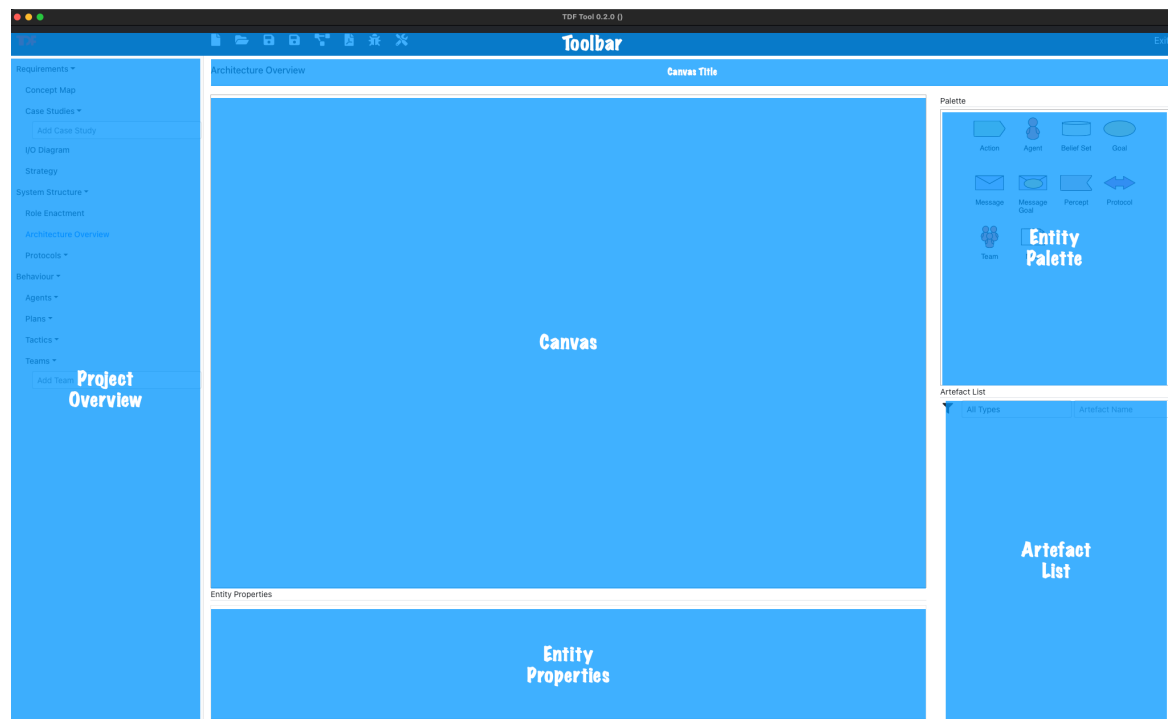 TDF Tool 0.2.0 ()
Toolbar
Exit
Requirements
Concept Map
Case Studies
Add Case Study
I/O Diagram
Strategy
System Structure
Role Enactment
Architecture Overview
Protocols
Behaviour
Agents
Plans
Tactics
Teams
Add Team
Project
Overview
Architecture Overview
Canvas Title
Canvas
Entity Properties
Entity
Properties
Palette
Action Agent Belief Set Goal
Message Message Goal Percept Protocol
Team
Entity
Palette
Artefact List
All Types Artefact Name
Artefact
List